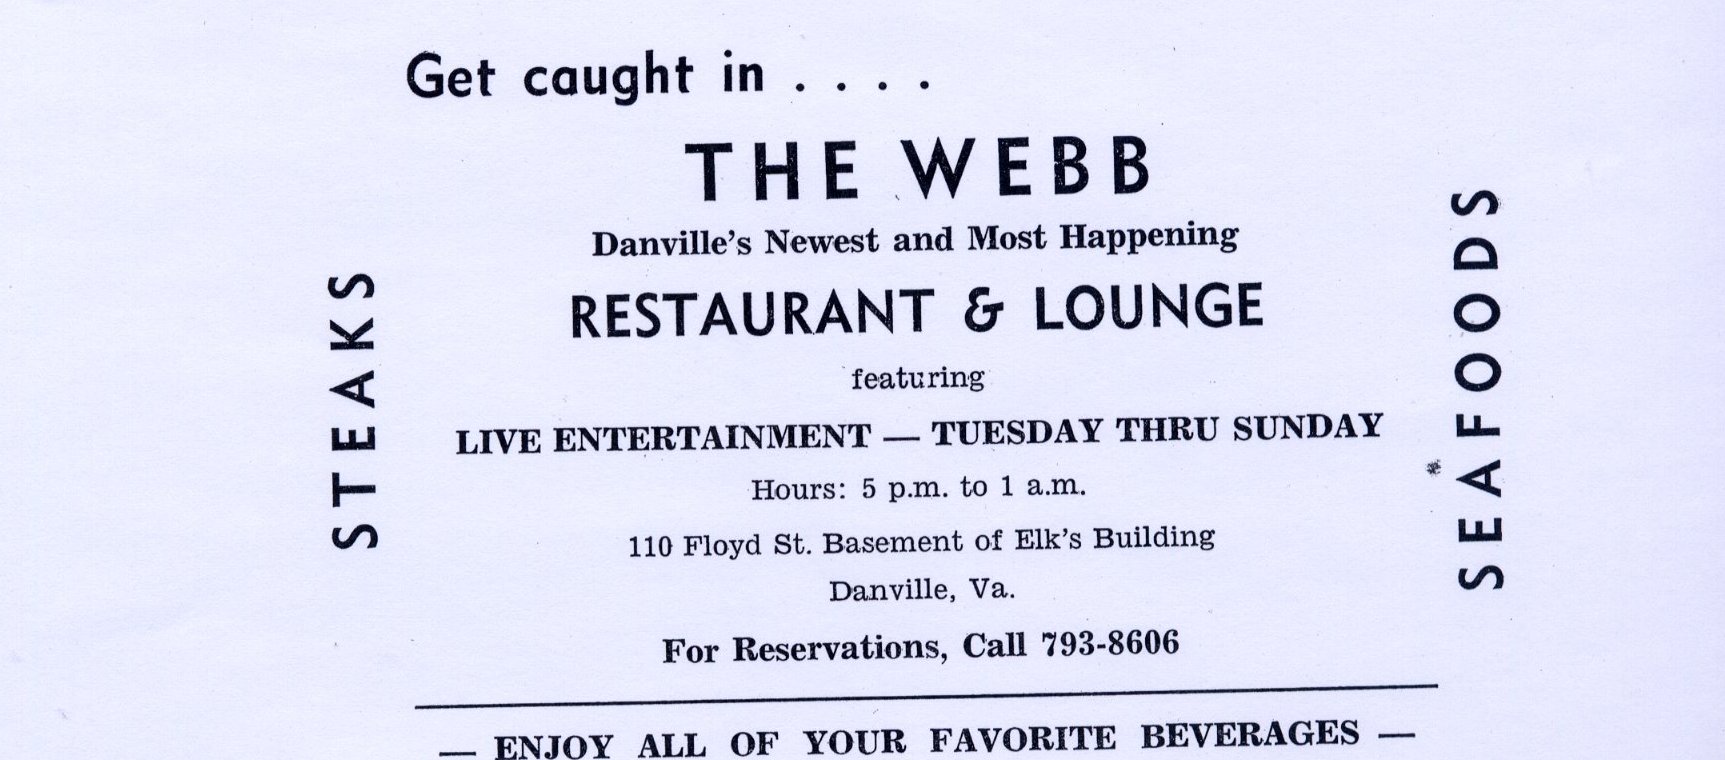 Get caught in . . . .
THE WEBB
Danville's Newest and Most Happening
RESTAURANT & LOUNGE
featuring
LIVE ENTERTAINMENT — TUESDAY THRU SUNDAY
Hours: 5 p.m. to 1 a.m.
110 Floyd St. Basement of Elk's Building
Danville, Va.
For Reservations, Call 793-8606
— ENJOY ALL OF YOUR FAVORITE BEVERAGES —
STEAKS
SEAFOODS